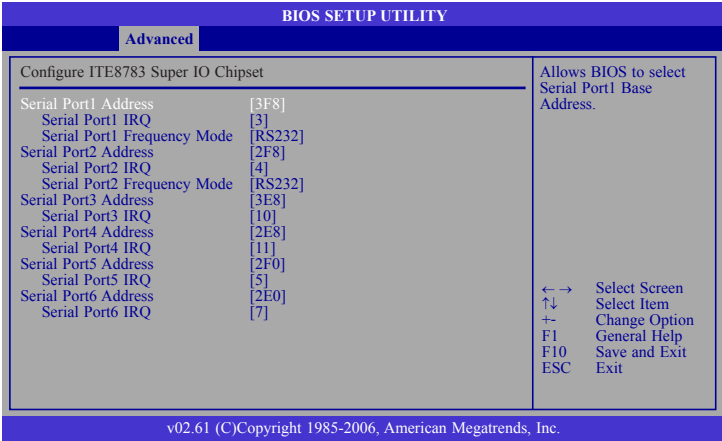 BIOS SETUP UTILITY
Advanced
Configure ITE8783 Super IO Chipset
Serial Port1 Address [3F8]
Serial Port1 IRQ [3]
Serial Port1 Frequency Mode [RS232]
Serial Port2 Address [2F8]
Serial Port2 IRQ [4]
Serial Port2 Frequency Mode [RS232]
Serial Port3 Address [3E8]
Serial Port3 IRQ [10]
Serial Port4 Address [2E8]
Serial Port4 IRQ [11]
Serial Port5 Address [2F0]
Serial Port5 IRQ [5]
Serial Port6 Address [2E0]
Serial Port6 IRQ [7]
Allows BIOS to select
Serial Port1 Base
Address.
←→ Select Screen
↑↓ Select Item
+- Change Option
F1 General Help
F10 Save and Exit
ESC Exit
v02.61 (C)Copyright 1985-2006, American Megatrends, Inc.